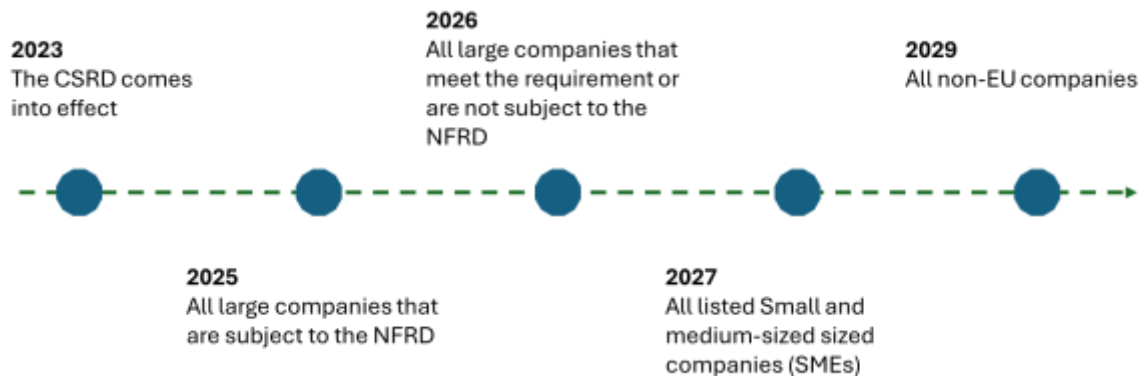 2023
The CSRD comes
into effect
2025
All large companies that
are subject to the NFRD
2026
All large companies that
meet the requirement or
are not subject to the
NFRD
2027
All listed Small and
medium-sized sized
companies (SMEs)
2029
All non-EU companies